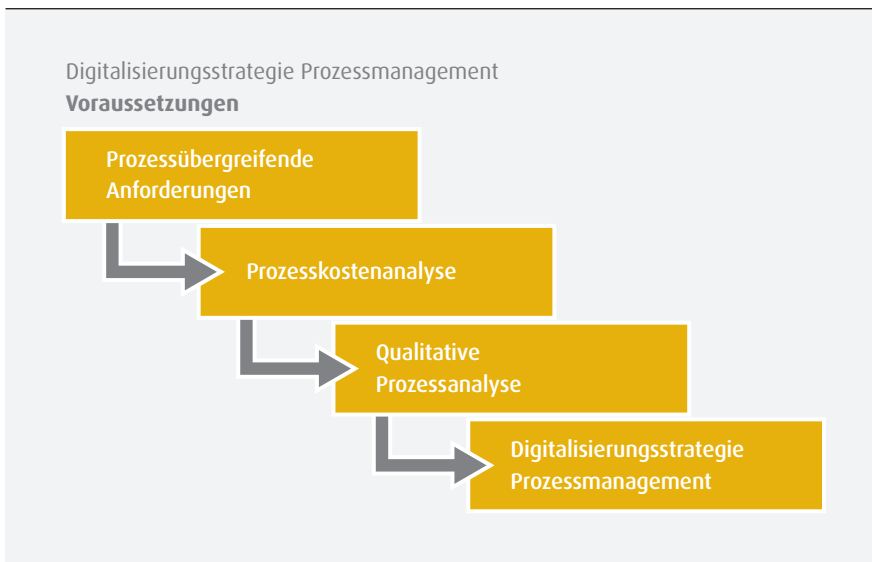 Digitalisierungsstrategie Prozessmanagement
Voraussetzungen
Prozessübergreifende
Anforderungen
Prozesskostenanalyse
Qualitative
Prozessanalyse
Digitalisierungsstrategie
Prozessmanagement